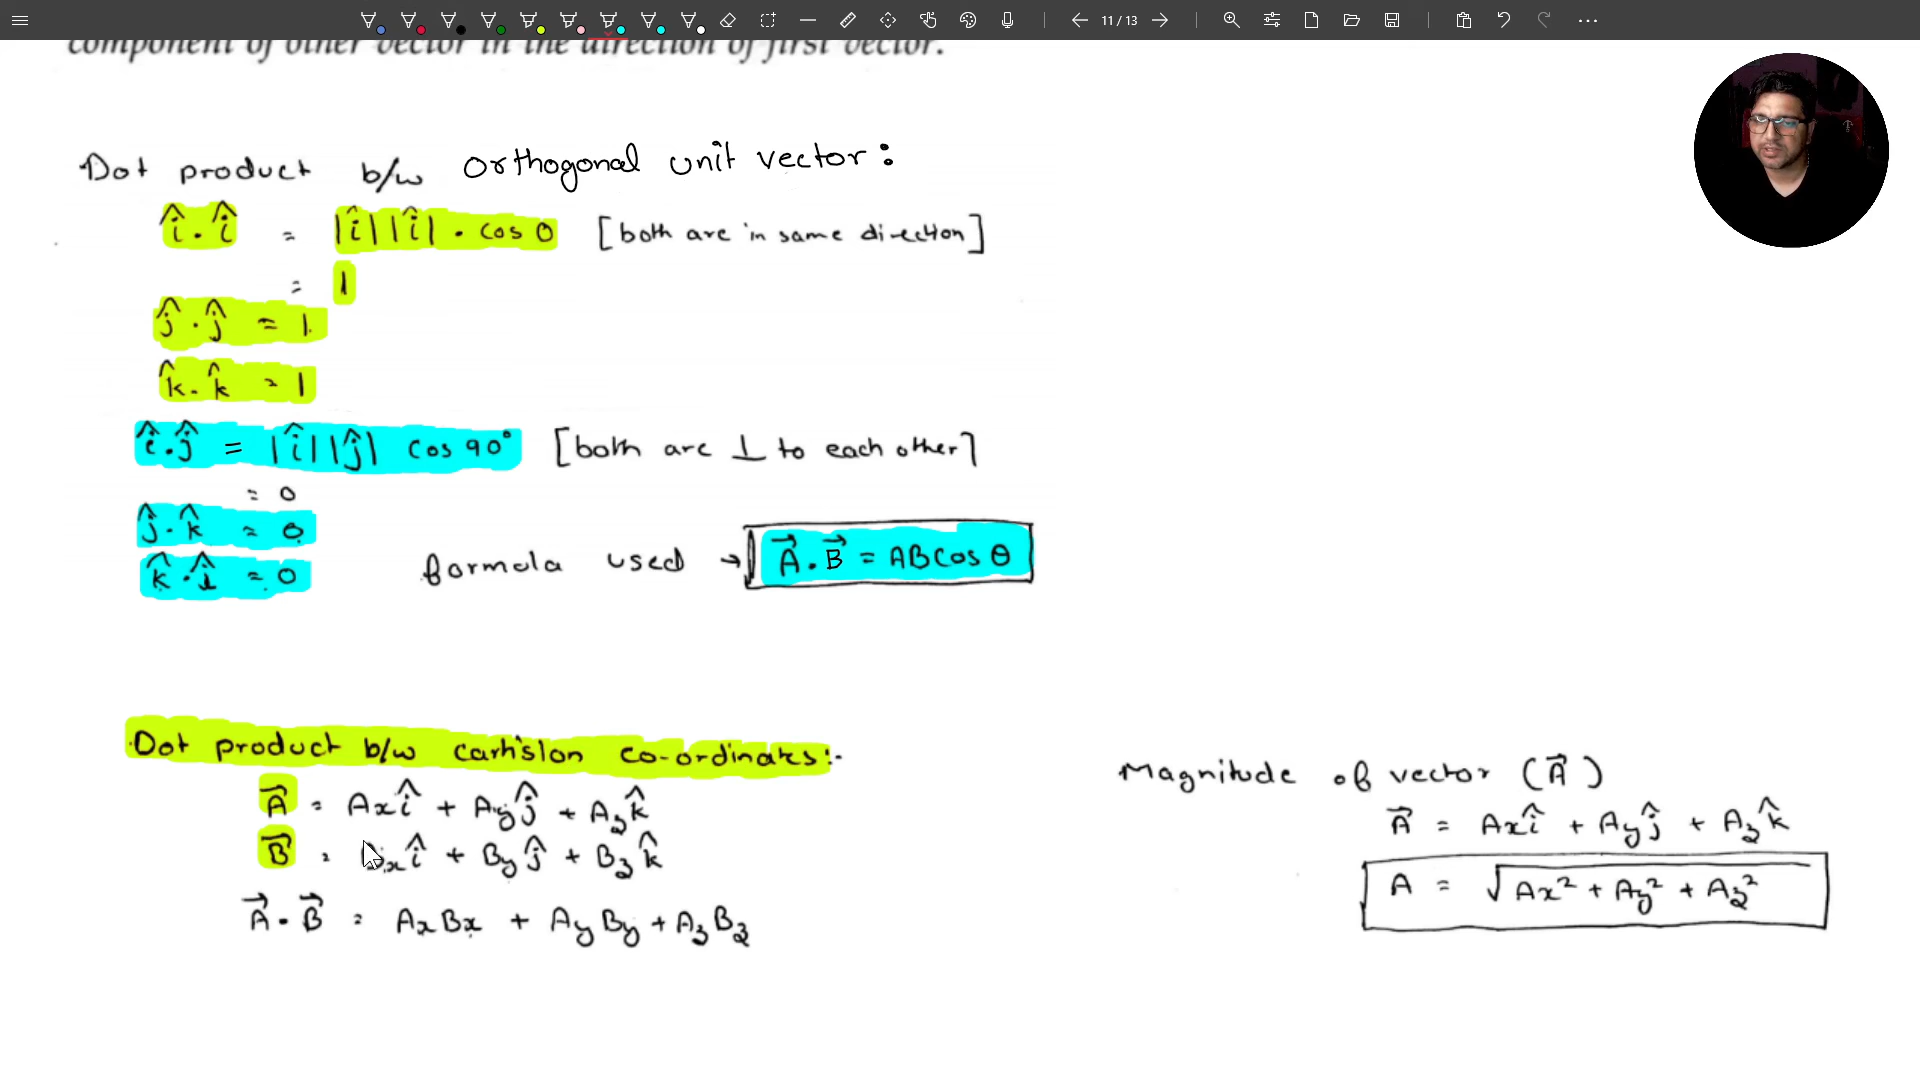 11 / 13
component of other vector in the direction of first vector.
Dot product b/w orthogonal unit vector:
î . î = |î| |î| . cos 0 [both are in same direction]
= 1
ĵ . ĵ = 1
k̂ . k̂ = 1
î . ĵ = |î| |ĵ| cos 90° [both are ⊥ to each other]
= 0
ĵ . k̂ = 0
k̂ . î = 0
formula used → A⃗ . B⃗ = AB cos θ
Dot product b/w cartislon co-ordinates:-
A⃗ = Axî + Ayĵ + Azk̂
B⃗ = Bxî + Byĵ + Bzk̂
A⃗ . B⃗ = AxBx + AyBy + AzBz
Magnitude of vector (A⃗)
A⃗ = Axî + Ayĵ + Azk̂
A = √Ax² + Ay² + Az²